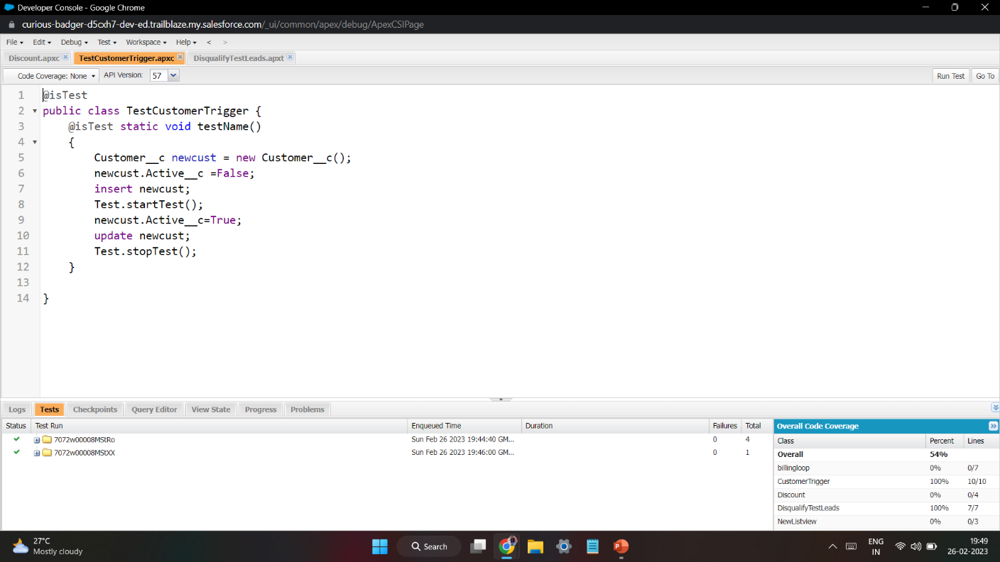 Developer Console - Google Chrome
curious-badger-d5cxh7-dev-ed.trailblaze.my.salesforce.com/_ui/common/apex/debug/ApexCSIPage
File Edit Debug Test Workspace Help < >
Discount.apxc TestCustomerTrigger.apxc DisqualifyTestLeads.apxt
Code Coverage: None API Version: 57 Run Test Go To
1 @isTest
2 public class TestCustomerTrigger {
3 @isTest static void testName()
4 {
5 Customer__c newcust = new Customer__c();
6 newcust.Active__c =False;
7 insert newcust;
8 Test.startTest();
9 newcust.Active__c=True;
10 update newcust;
11 Test.stopTest();
12 }
13
14 }
Logs Tests Checkpoints Query Editor View State Progress Problems
Status Test Run Enqueued Time Duration Failures Total
7072w00008MStRo Sun Feb 26 2023 19:44:40 GM... 0 4
7072w00008MStXX Sun Feb 26 2023 19:46:00 GM... 0 1
Overall Code Coverage
Class Percent Lines
Overall 54%
billingloop 0% 0/7
CustomerTrigger 100% 10/10
Discount 0% 0/4
DisqualifyTestLeads 100% 7/7
NewListview 0% 0/3
27°C
Mostly cloudy
Search
ENG
IN
19:49
26-02-2023